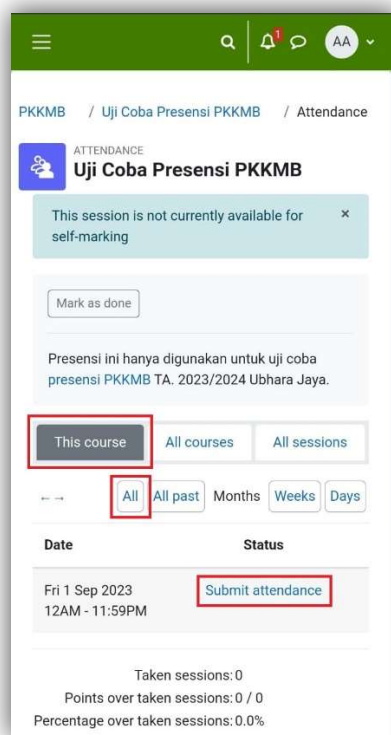 1
AA
PKKMB / Uji Coba Presensi PKKMB / Attendance
ATTENDANCE
Uji Coba Presensi PKKMB
This session is not currently available for ×
self-marking
Mark as done
Presensi ini hanya digunakan untuk uji coba
presensi PKKMB TA. 2023/2024 Ubhara Jaya.
This course All courses All sessions
←→ All All past Months Weeks Days
Date Status
Fri 1 Sep 2023 Submit attendance
12AM - 11:59PM
Taken sessions: 0
Points over taken sessions: 0 / 0
Percentage over taken sessions: 0.0%